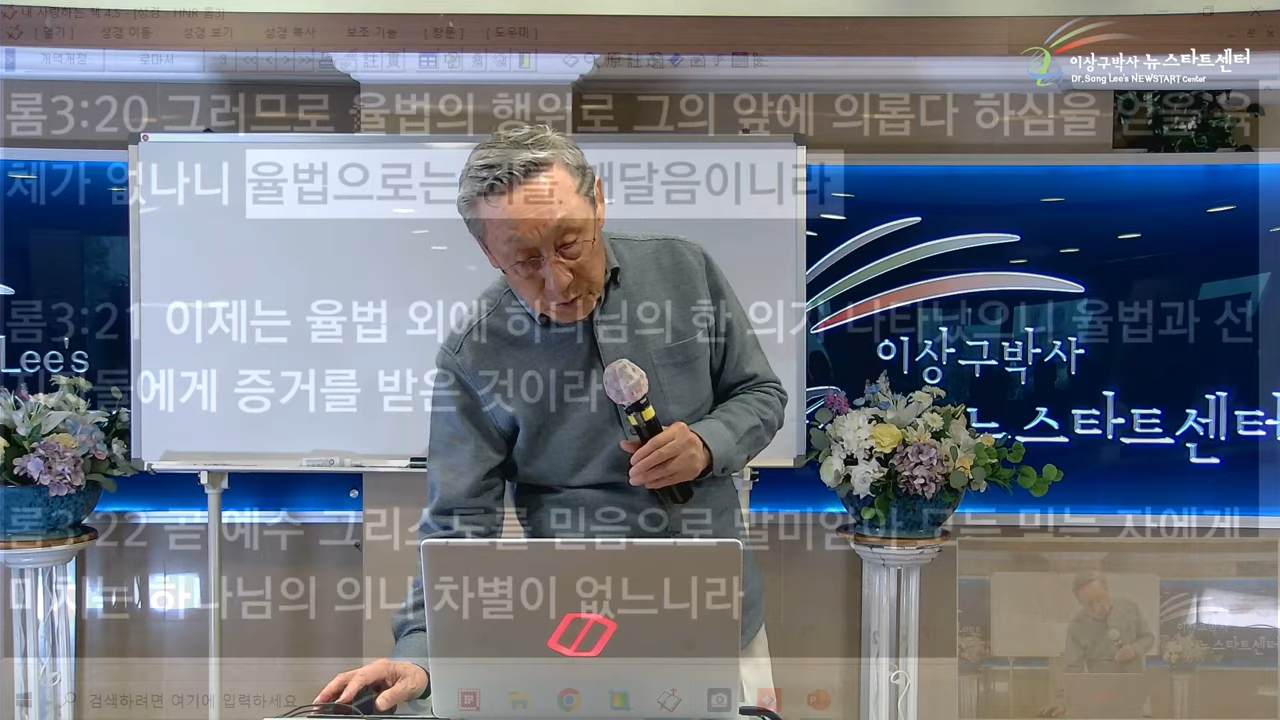 내 사랑하는 책 4.5 - [성경 - HNR 롬3]
[ 열기 ] 성경 이동 성경 보기 성경 복사 보조 기능 [ 창문 ] [ 도우미 ]
개역개정 로마서 3
이상구박사 뉴스타트센터
Dr. Sang Lee's NEWSTART Center
롬3:20 그러므로 율법의 행위로 그의 앞에 의롭다 하심을 얻을 육
체가 없나니 율법으로는 깨달음이니라
롬3:21 이제는 율법 외에 하나님의 한 의가 나타났으니 율법과 선
에게 증거를 받은 것이라
Lee's
이상구박사
뉴스타트센터
롬3:22 곧 예수 그리스도를 믿음으로 말미암아 모든 믿는 자에게
미치는 하나님의 의니 차별이 없느니라
검색하려면 여기에 입력하세요